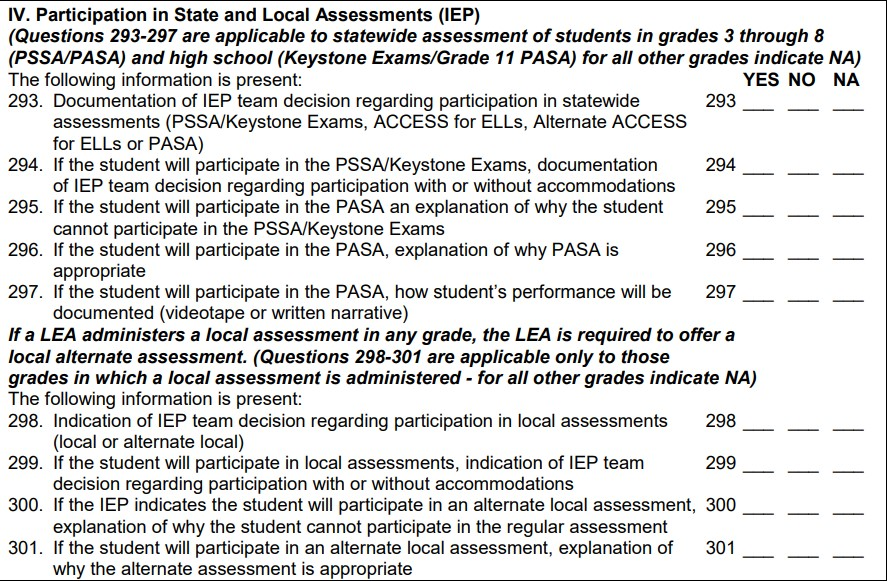 IV. Participation in State and Local Assessments (IEP)
(Questions 293-297 are applicable to statewide assessment of students in grades 3 through 8
(PSSA/PASA) and high school (Keystone Exams/Grade 11 PASA) for all other grades indicate NA)
The following information is present: YES NO NA
293. Documentation of IEP team decision regarding participation in statewide 293 ___ ___ ___
assessments (PSSA/Keystone Exams, ACCESS for ELLs, Alternate ACCESS
for ELLs or PASA)
294. If the student will participate in the PSSA/Keystone Exams, documentation 294 ___ ___ ___
of IEP team decision regarding participation with or without accommodations
295. If the student will participate in the PASA an explanation of why the student 295 ___ ___ ___
cannot participate in the PSSA/Keystone Exams
296. If the student will participate in the PASA, explanation of why PASA is 296 ___ ___ ___
appropriate
297. If the student will participate in the PASA, how student’s performance will be 297 ___ ___ ___
documented (videotape or written narrative)
If a LEA administers a local assessment in any grade, the LEA is required to offer a
local alternate assessment. (Questions 298-301 are applicable only to those
grades in which a local assessment is administered - for all other grades indicate NA)
The following information is present:
298. Indication of IEP team decision regarding participation in local assessments 298 ___ ___ ___
(local or alternate local)
299. If the student will participate in local assessments, indication of IEP team 299 ___ ___ ___
decision regarding participation with or without accommodations
300. If the IEP indicates the student will participate in an alternate local assessment, 300 ___ ___ ___
explanation of why the student cannot participate in the regular assessment
301. If the student will participate in an alternate local assessment, explanation of 301 ___ ___ ___
why the alternate assessment is appropriate